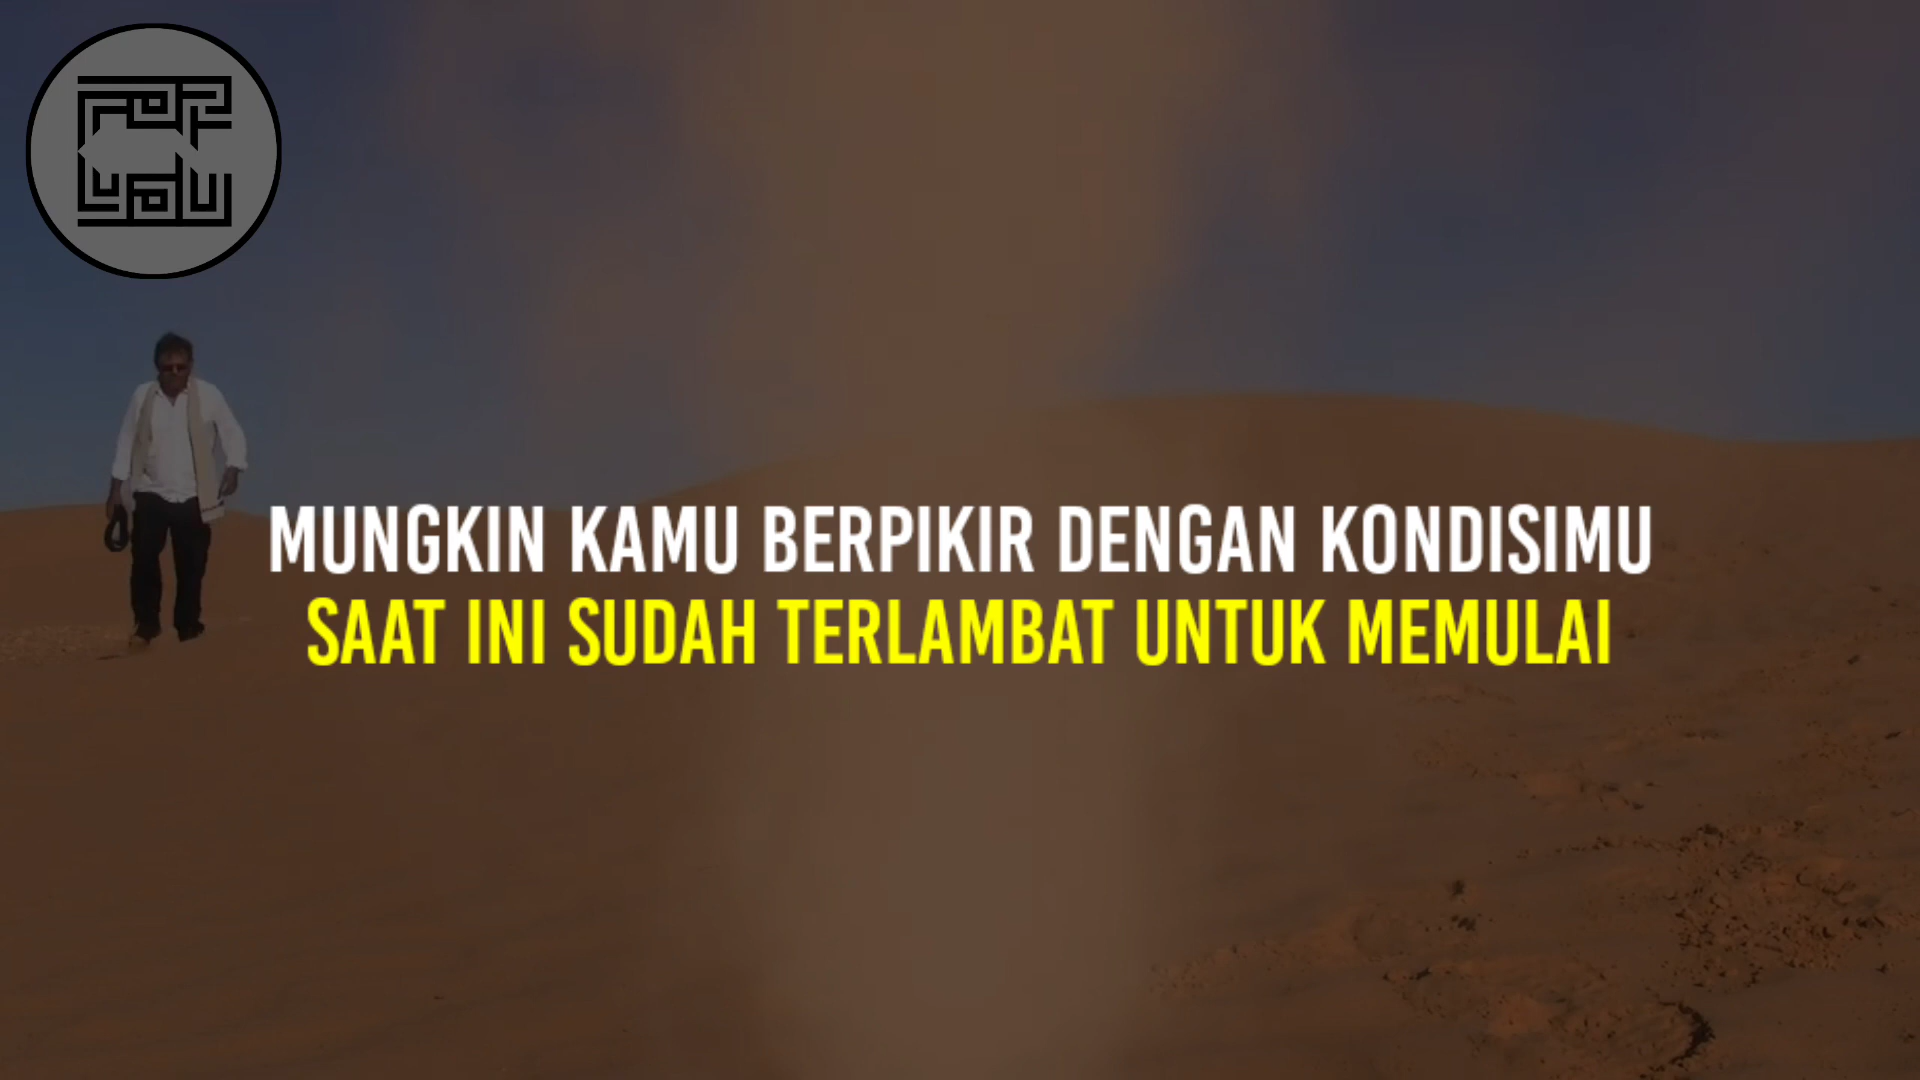 MUNGKIN KAMU BERPIKIR DENGAN KONDISIMU
SAAT INI SUDAH TERLAMBAT UNTUK MEMULAI